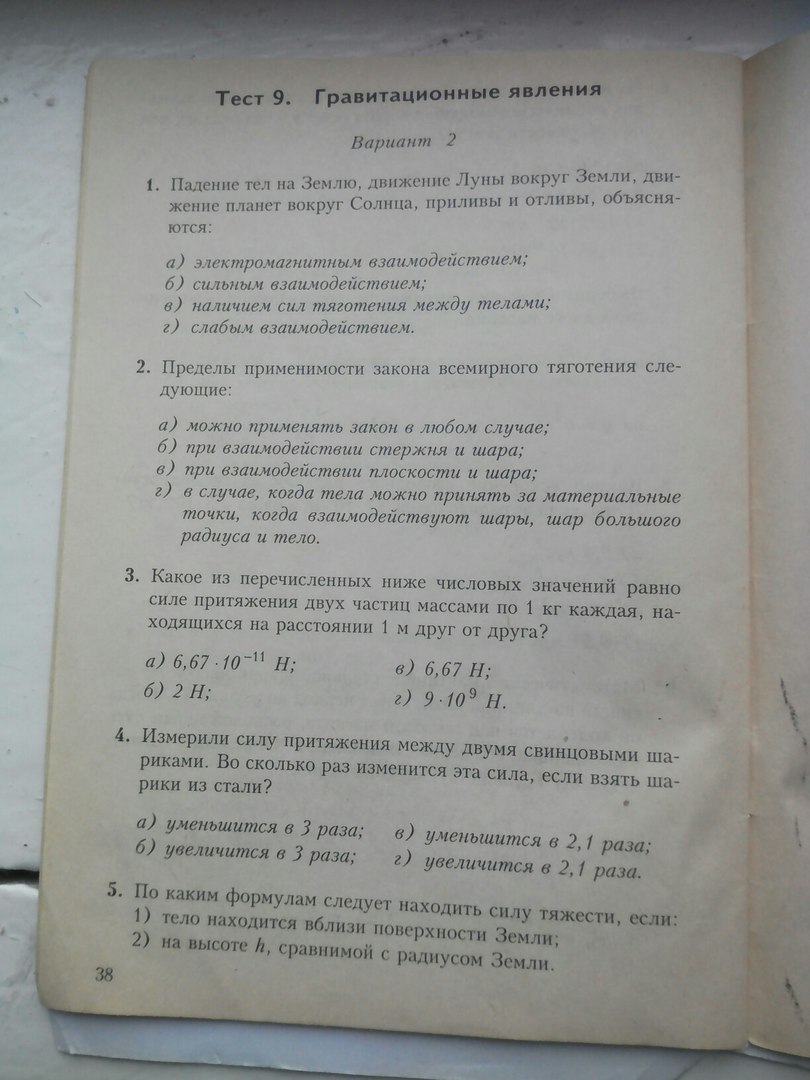 Тест 9. Гравитационные явления
Вариант 2
1. Падение тел на Землю, движение Луны вокруг Земли, дви-
жение планет вокруг Солнца, приливы и отливы, объясня-
ются:
а) электромагнитным взаимодействием;
б) сильным взаимодействием;
в) наличием сил тяготения между телами;
г) слабым взаимодействием.
2. Пределы применимости закона всемирного тяготения сле-
дующие:
а) можно применять закон в любом случае;
б) при взаимодействии стержня и шара;
в) при взаимодействии плоскости и шара;
г) в случае, когда тела можно принять за материальные
точки, когда взаимодействуют шары, шар большого
радиуса и тело.
3. Какое из перечисленных ниже числовых значений равно
силе притяжения двух частиц массами по 1 кг каждая, на-
ходящихся на расстоянии 1 м друг от друга?
а) 6,67 · 10⁻¹¹ Н; в) 6,67 Н;
б) 2 Н; г) 9 · 10⁹ Н.
4. Измерили силу притяжения между двумя свинцовыми ша-
риками. Во сколько раз изменится эта сила, если взять ша-
рики из стали?
а) уменьшится в 3 раза; в) уменьшится в 2,1 раза;
б) увеличится в 3 раза; г) увеличится в 2,1 раза.
5. По каким формулам следует находить силу тяжести, если:
1) тело находится вблизи поверхности Земли;
2) на высоте h, сравнимой с радиусом Земли.
38